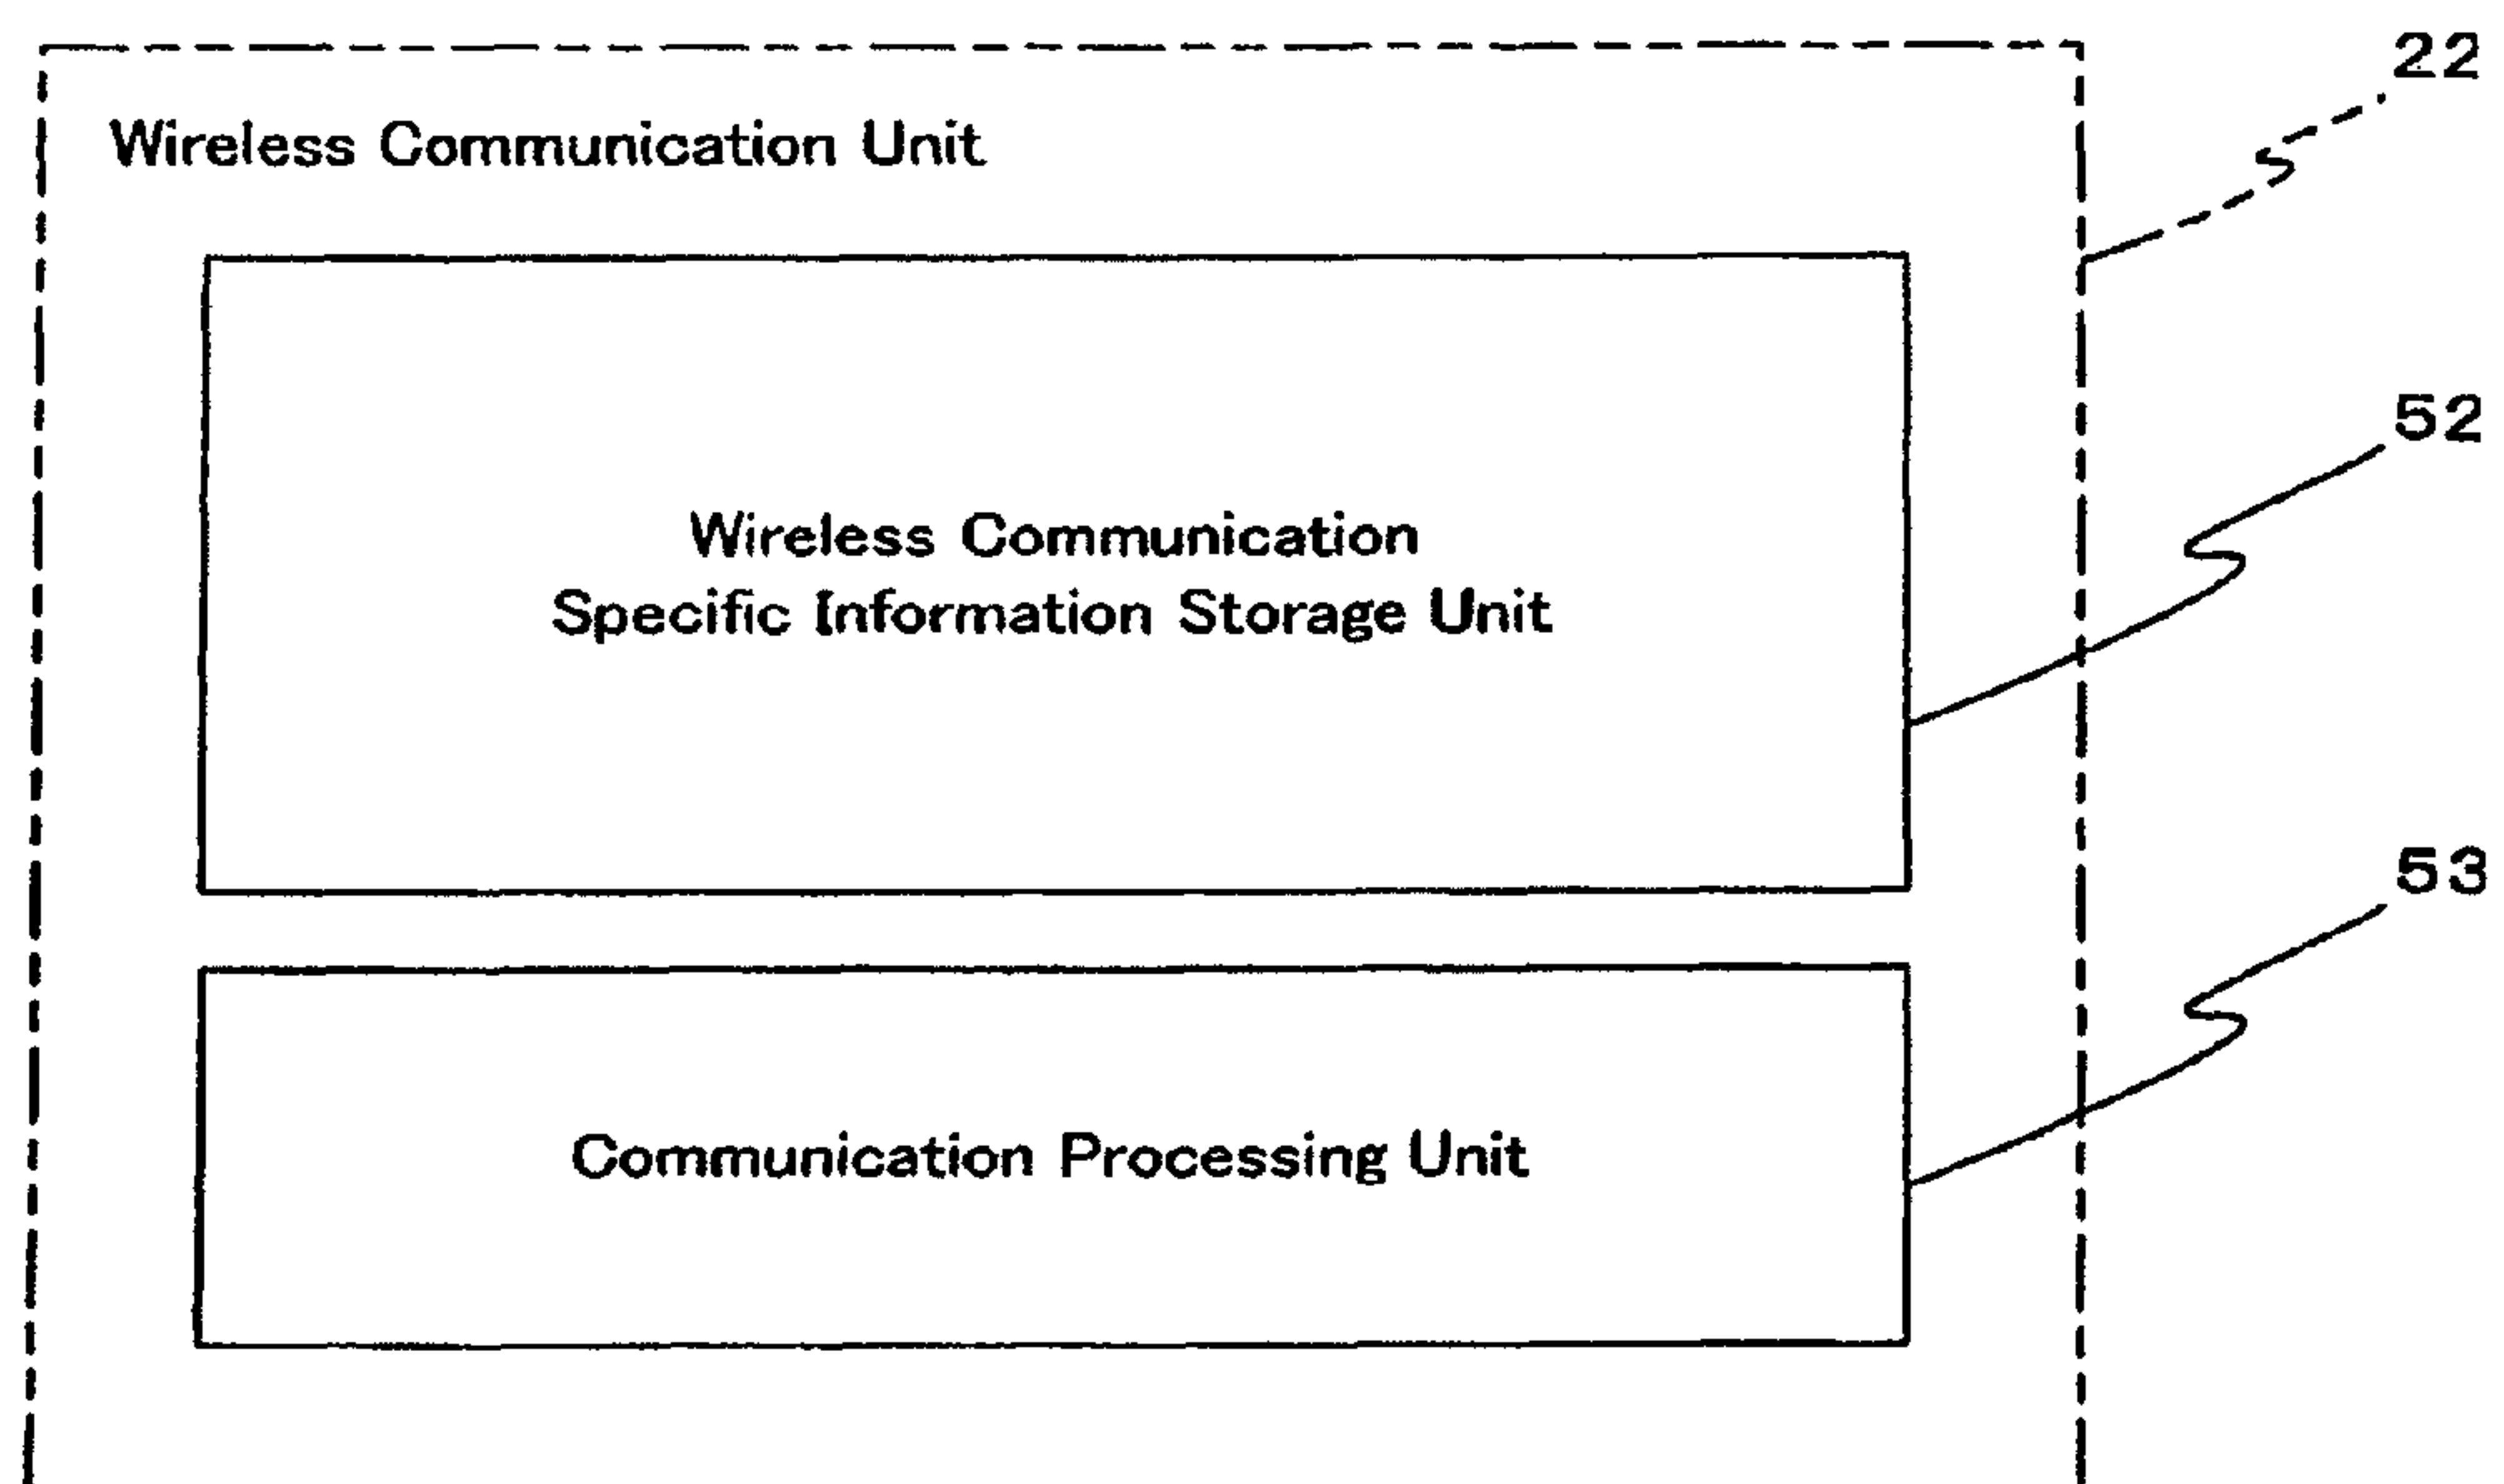 22
Wireless Communication Unit
52
Wireless Communication
Specific Information Storage Unit
53
Communication Processing Unit